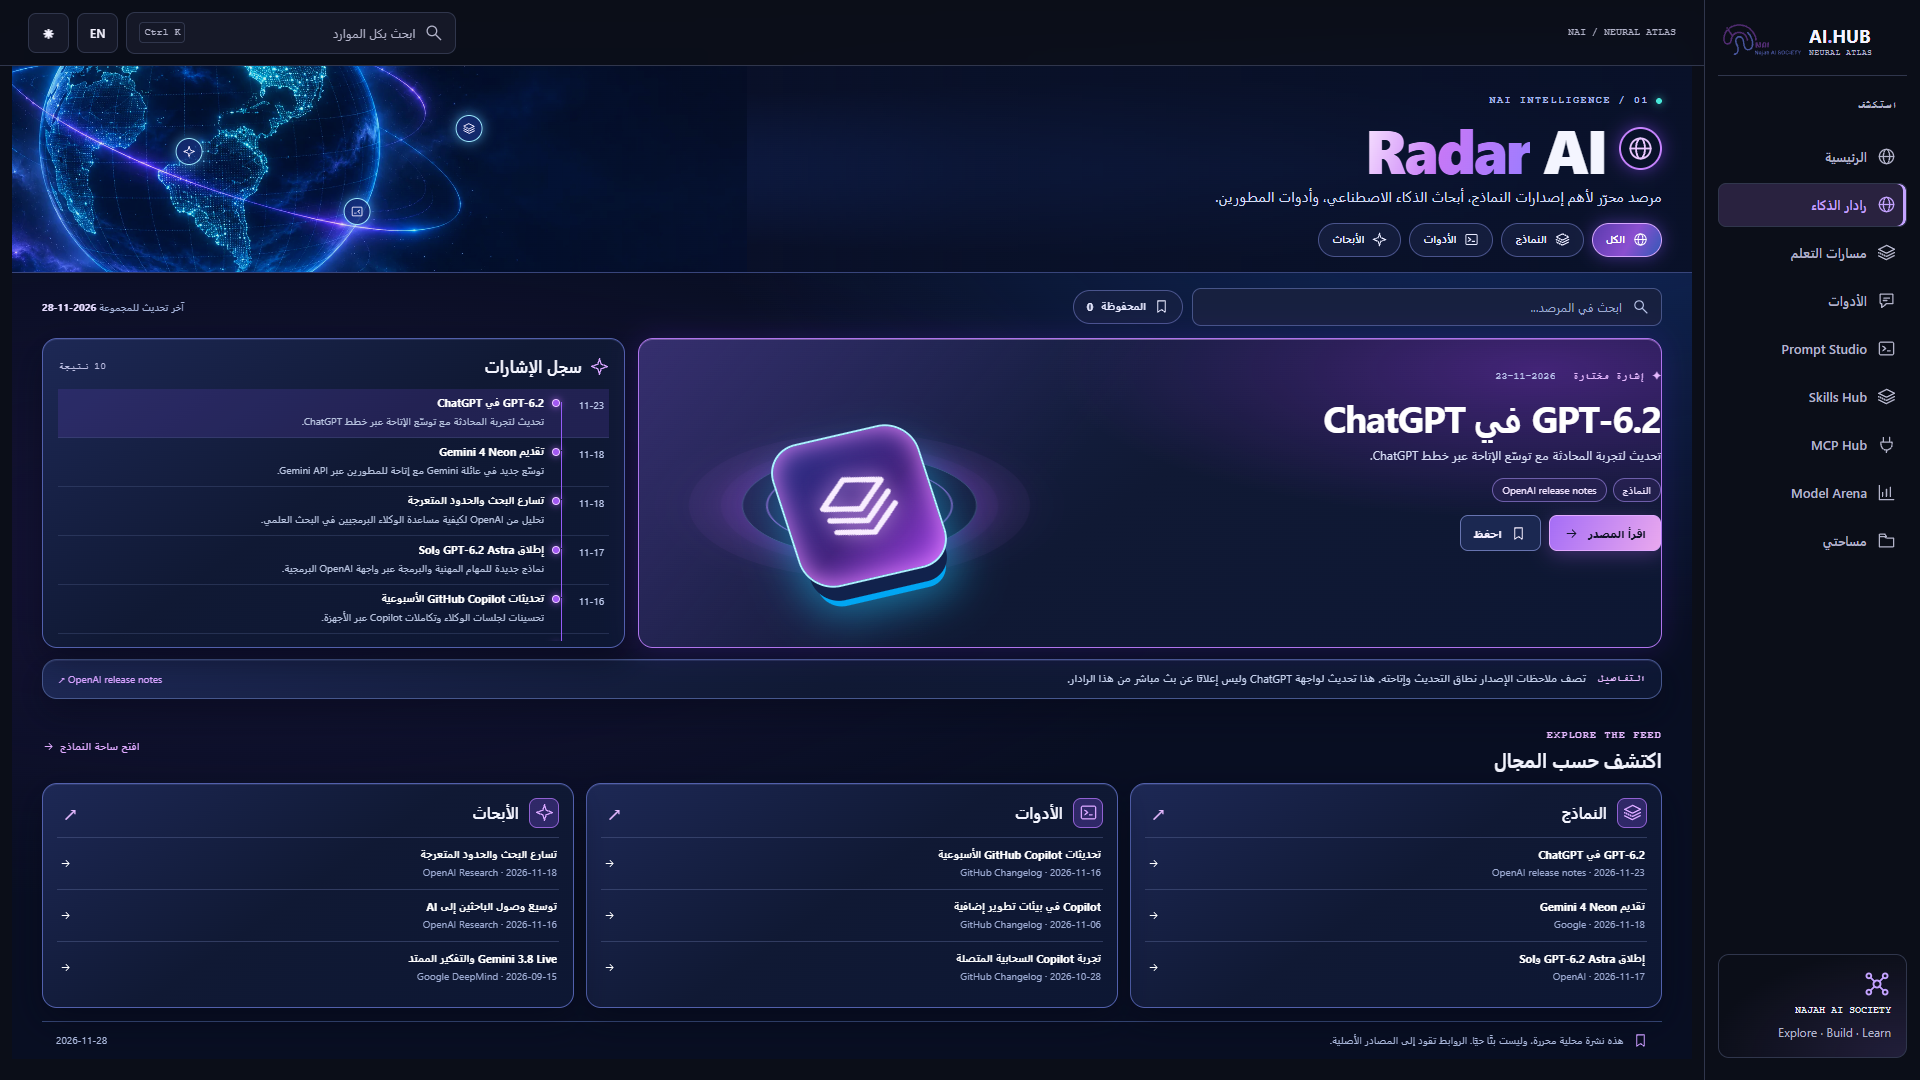 AI.HUB
NEURAL ATLAS
NAJAH AI SOCIETY
استكشف
الرئيسية
رادار الذكاء
مسارات التعلم
الأدوات
Prompt Studio
Skills Hub
MCP Hub
Model Arena
مساحتي
NAJAH AI SOCIETY
Explore · Build · Learn
NAI / NEURAL ATLAS
ابحث بكل الموارد
Ctrl K
EN
NAI INTELLIGENCE / 01
Radar AI
مرصد محرّر لأهم إصدارات النماذج، أبحاث الذكاء الاصطناعي، وأدوات المطورين.
الكل
النماذج
الأدوات
الأبحاث
ابحث في المرصد...
المحفوظة 0
آخر تحديث للمجموعة 2026-11-28
إشارة مختارة 2026-11-23
GPT-6.2 في ChatGPT
تحديث لتجربة المحادثة مع توسّع الإتاحة عبر خطط ChatGPT.
النماذج
OpenAI release notes
اقرأ المصدر
احفظ
سجل الإشارات
10 نتيجة
11-23
GPT-6.2 في ChatGPT
تحديث لتجربة المحادثة مع توسّع الإتاحة عبر خطط ChatGPT.
11-18
تقديم Gemini 4 Neon
توسّع جديد في عائلة Gemini مع إتاحة للمطورين عبر Gemini API.
11-18
تسارع البحث والحدود المتعرجة
تحليل من OpenAI لكيفية مساعدة الوكلاء البرمجيين في البحث العلمي.
11-17
إطلاق GPT-6.2 Astra وSol
نماذج جديدة للمهام المهنية والبرمجة عبر واجهة OpenAI البرمجية.
11-16
تحديثات GitHub Copilot الأسبوعية
تحسينات لجلسات الوكلاء وتكاملات Copilot عبر الأجهزة.
التفاصيل
تصف ملاحظات الإصدار نطاق التحديث وإتاحته. هذا تحديث لواجهة ChatGPT وليس إعلانًا عن بث مباشر من هذا الرادار.
OpenAI release notes
EXPLORE THE FEED
اكتشف حسب المجال
افتح ساحة النماذج
النماذج
GPT-6.2 في ChatGPT
OpenAI release notes · 2026-11-23
تقديم Gemini 4 Neon
Google · 2026-11-18
إطلاق GPT-6.2 Astra وSol
OpenAI · 2026-11-17
الأدوات
تحديثات GitHub Copilot الأسبوعية
GitHub Changelog · 2026-11-16
Copilot في بيئات تطوير إضافية
GitHub Changelog · 2026-11-06
تجربة Copilot السحابية المتصلة
GitHub Changelog · 2026-10-28
الأبحاث
تسارع البحث والحدود المتعرجة
OpenAI Research · 2026-11-18
توسيع وصول الباحثين إلى AI
OpenAI Research · 2026-11-16
Gemini 3.8 Live والتفكير الممتد
Google DeepMind · 2026-09-15
هذه نشرة محلية محررة، وليست بثًا حيًا. الروابط تقود إلى المصادر الأصلية.
2026-11-28